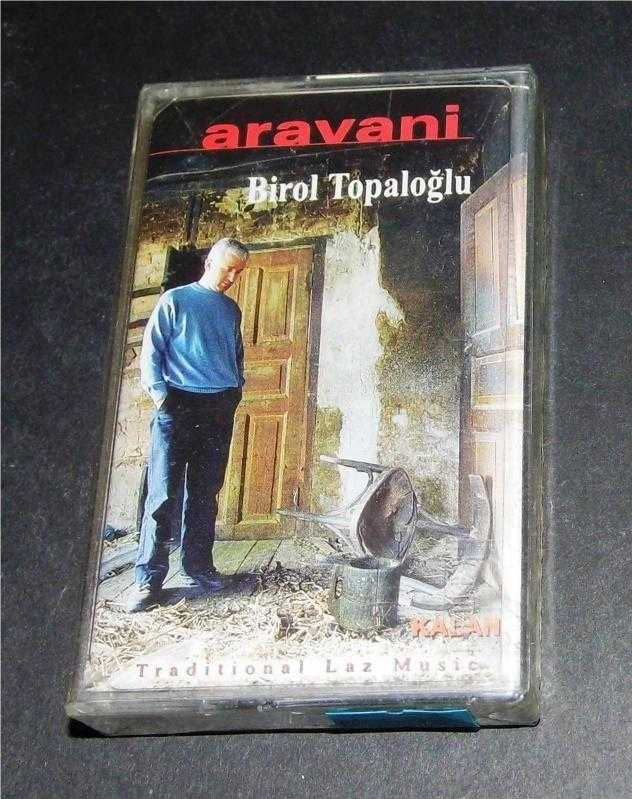 aravani
Birol Topaloğlu
KALAN
Traditional Laz Music